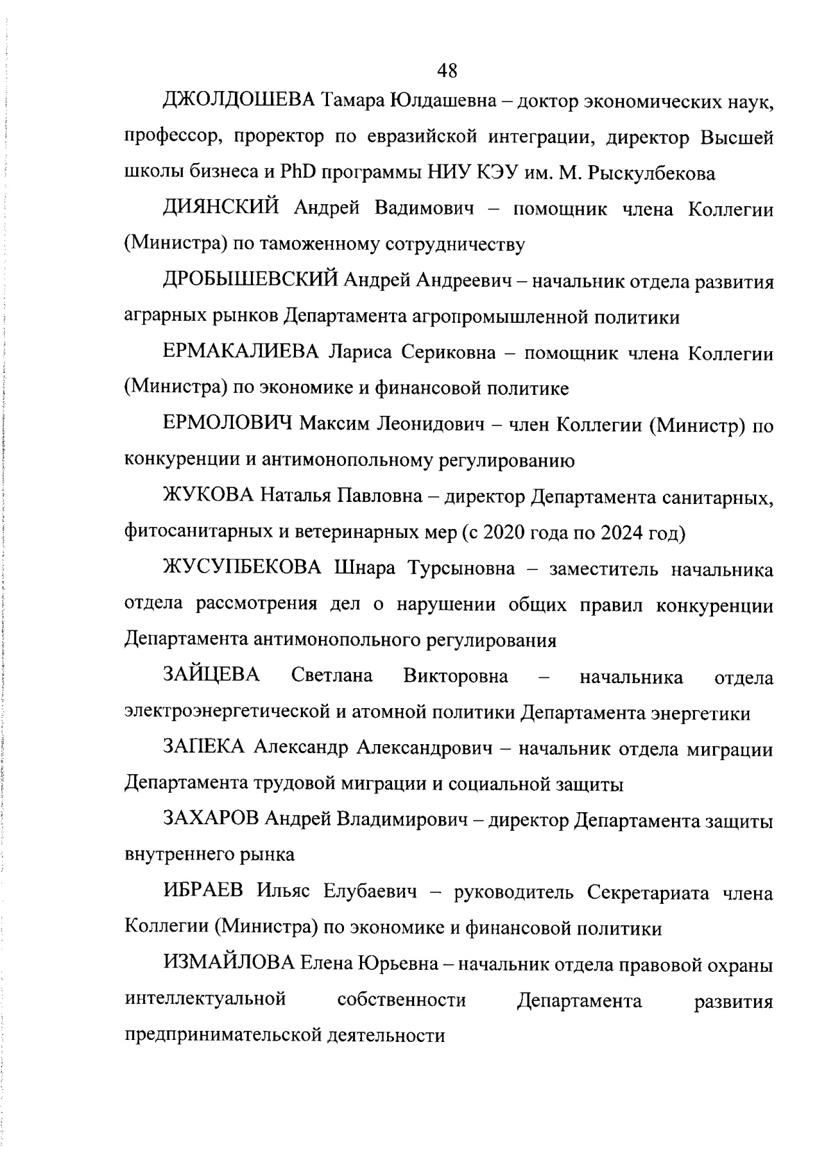 48
ДЖОЛДОШЕВА Тамара Юлдашевна – доктор экономических наук,
профессор, проректор по евразийской интеграции, директор Высшей
школы бизнеса и PhD программы НИУ КЭУ им. М. Рыскулбекова
ДИЯНСКИЙ Андрей Вадимович – помощник члена Коллегии
(Министра) по таможенному сотрудничеству
ДРОБЫШЕВСКИЙ Андрей Андреевич – начальник отдела развития
аграрных рынков Департамента агропромышленной политики
ЕРМАКАЛИЕВА Лариса Сериковна – помощник члена Коллегии
(Министра) по экономике и финансовой политике
ЕРМОЛОВИЧ Максим Леонидович – член Коллегии (Министр) по
конкуренции и антимонопольному регулированию
ЖУКОВА Наталья Павловна – директор Департамента санитарных,
фитосанитарных и ветеринарных мер (с 2020 года по 2024 год)
ЖУСУПБЕКОВА Шнара Турсыновна – заместитель начальника
отдела рассмотрения дел о нарушении общих правил конкуренции
Департамента антимонопольного регулирования
ЗАЙЦЕВА Светлана Викторовна – начальника отдела
электроэнергетической и атомной политики Департамента энергетики
ЗАПЕКА Александр Александрович – начальник отдела миграции
Департамента трудовой миграции и социальной защиты
ЗАХАРОВ Андрей Владимирович – директор Департамента защиты
внутреннего рынка
ИБРАЕВ Ильяс Елубаевич – руководитель Секретариата члена
Коллегии (Министра) по экономике и финансовой политики
ИЗМАЙЛОВА Елена Юрьевна – начальник отдела правовой охраны
интеллектуальной собственности Департамента развития
предпринимательской деятельности